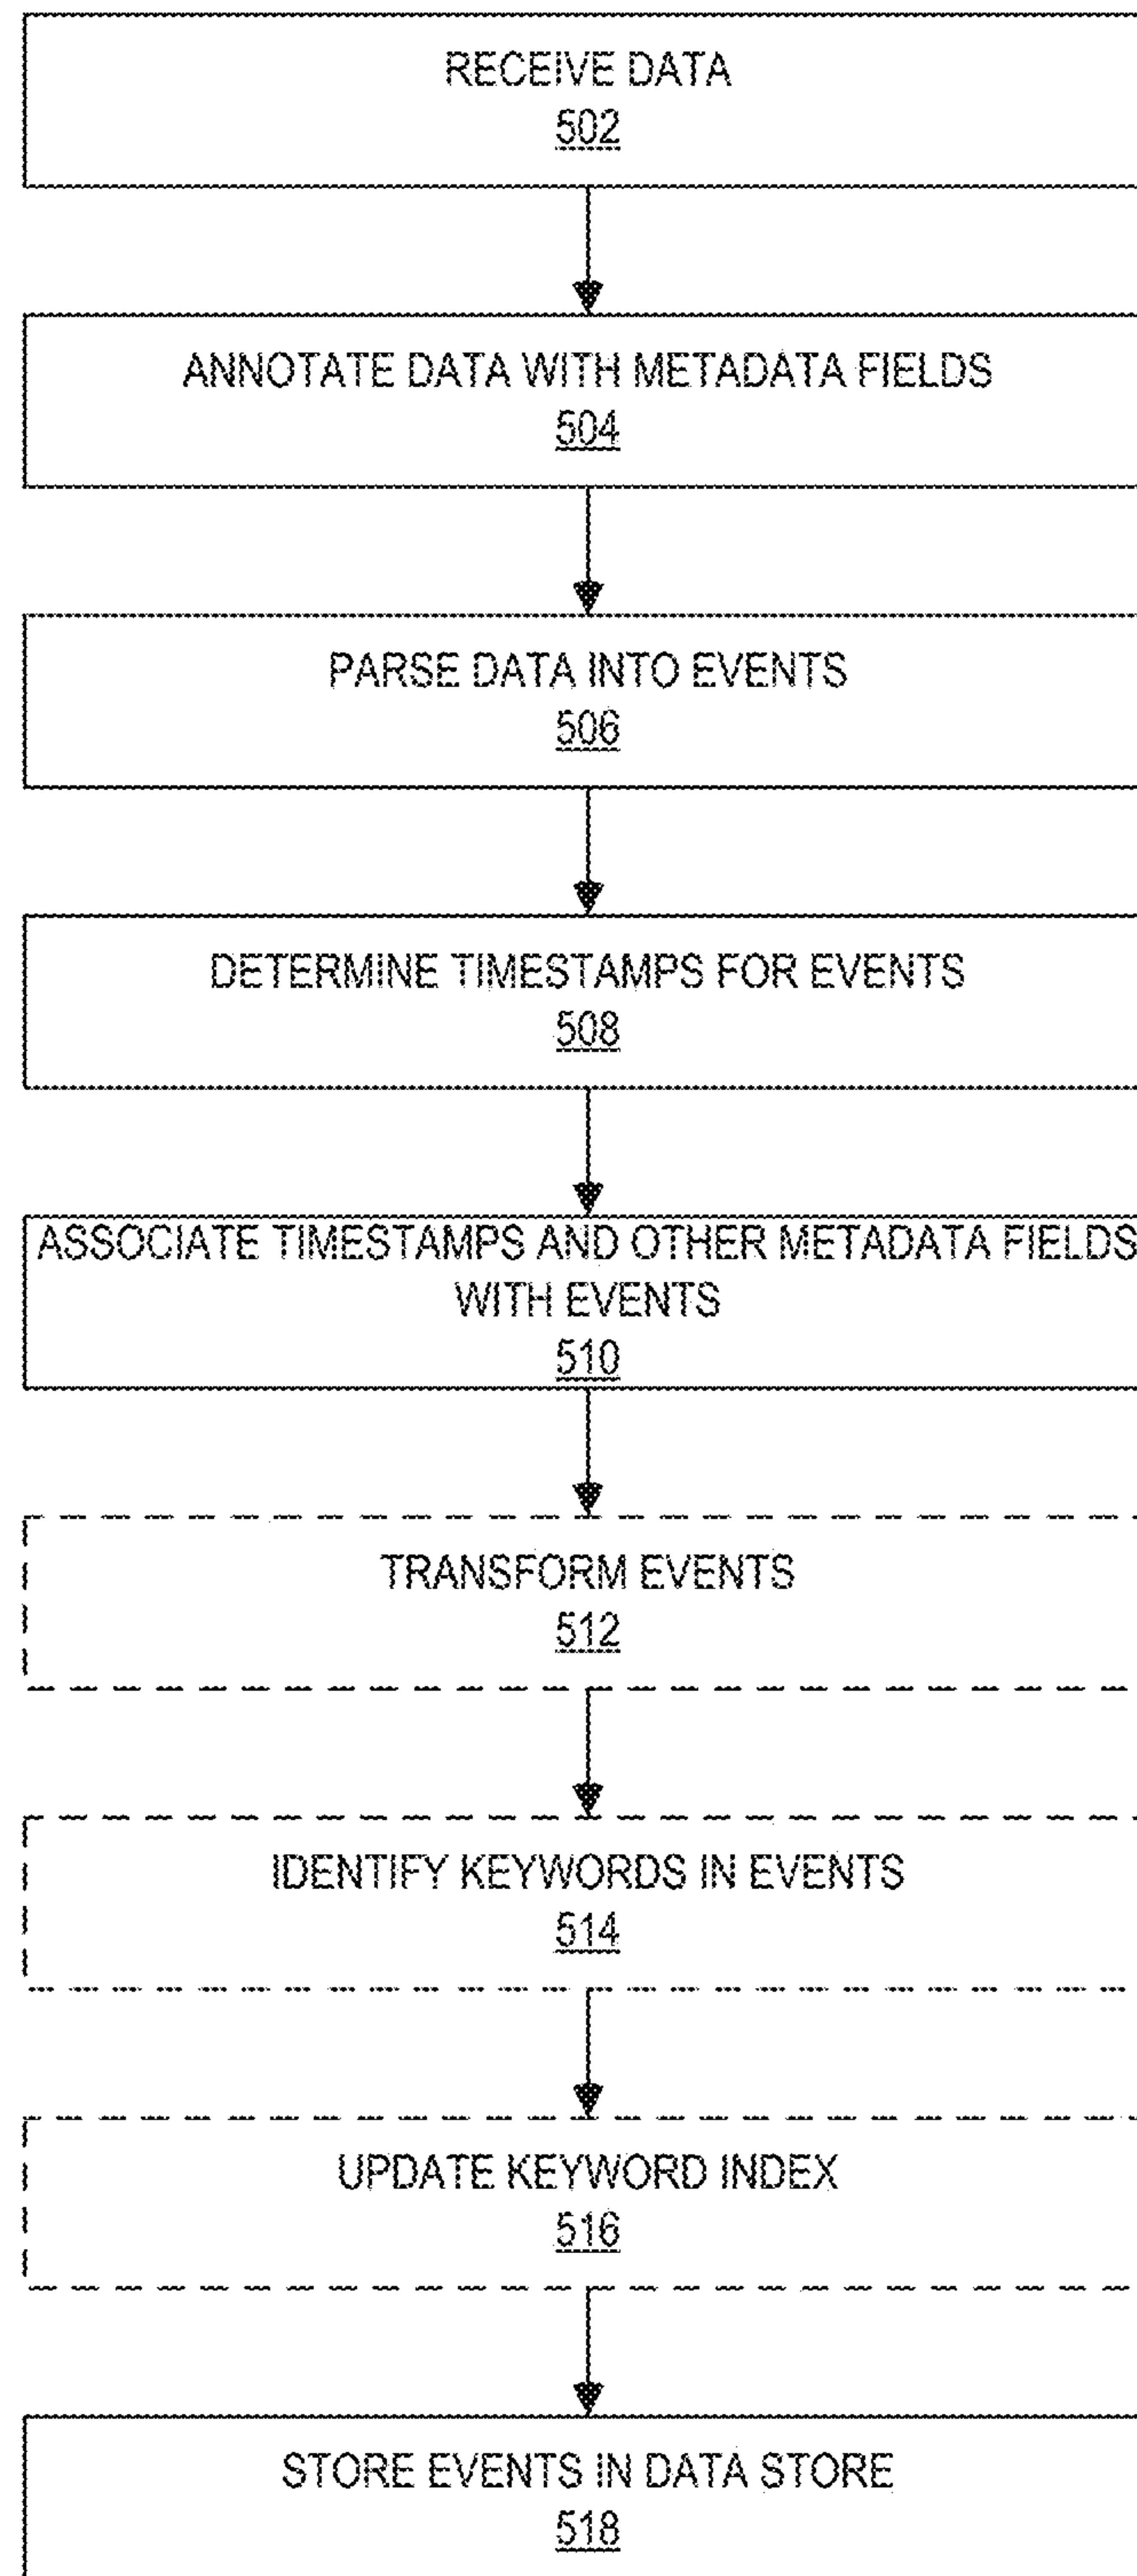 RECEIVE DATA
502
ANNOTATE DATA WITH METADATA FIELDS
504
PARSE DATA INTO EVENTS
506
DETERMINE TIMESTAMPS FOR EVENTS
508
ASSOCIATE TIMESTAMPS AND OTHER METADATA FIELDS
WITH EVENTS
510
TRANSFORM EVENTS
512
IDENTIFY KEYWORDS IN EVENTS
514
UPDATE KEYWORD INDEX
516
STORE EVENTS IN DATA STORE
518